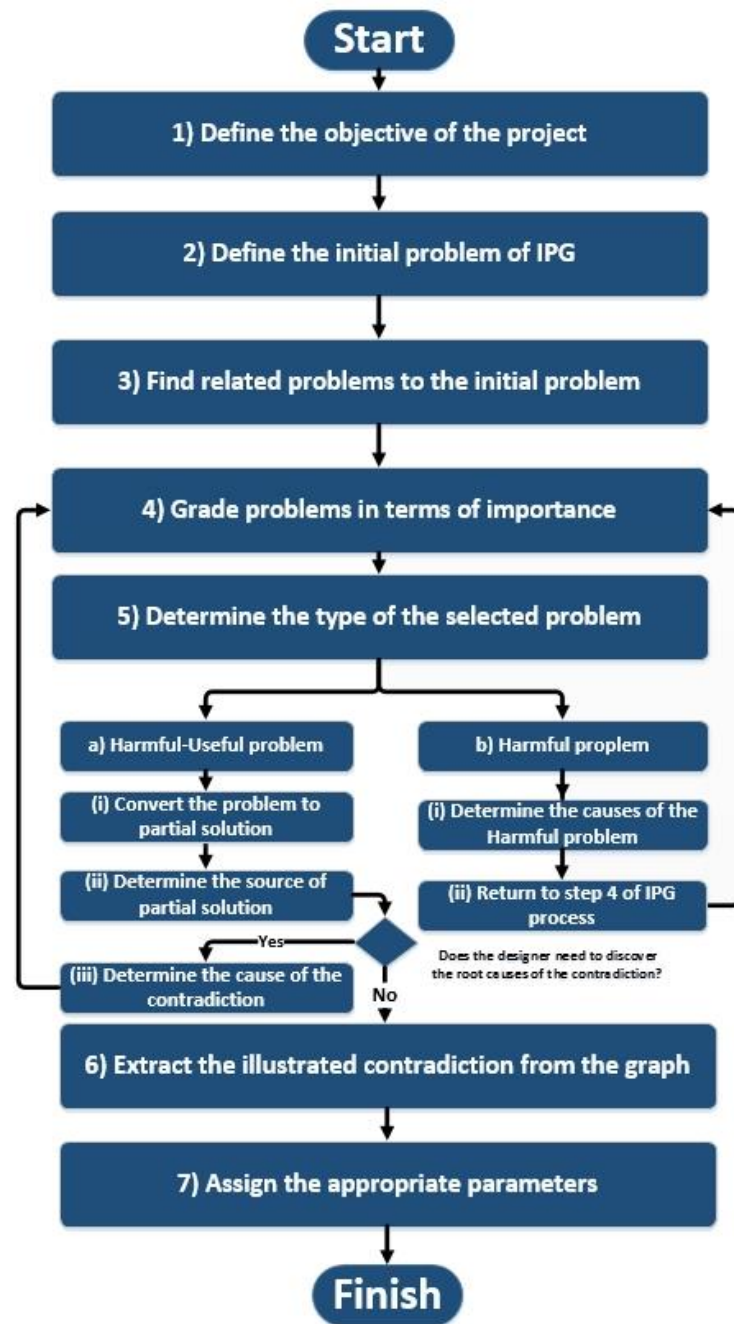 Start
1) Define the objective of the project
2) Define the initial problem of IPG
3) Find related problems to the initial problem
4) Grade problems in terms of importance
5) Determine the type of the selected problem
a) Harmful-Useful problem
(i) Convert the problem to
partial solution
(ii) Determine the source of
partial solution
b) Harmful proplem
(i) Determine the causes of the
Harmful problem
(ii) Return to step 4 of IPG
process
Does the designer need to discover
the root causes of the contradiction?
Yes
(iii) Determine the cause of the
contradiction
No
6) Extract the illustrated contradiction from the graph
7) Assign the appropriate parameters
Finish